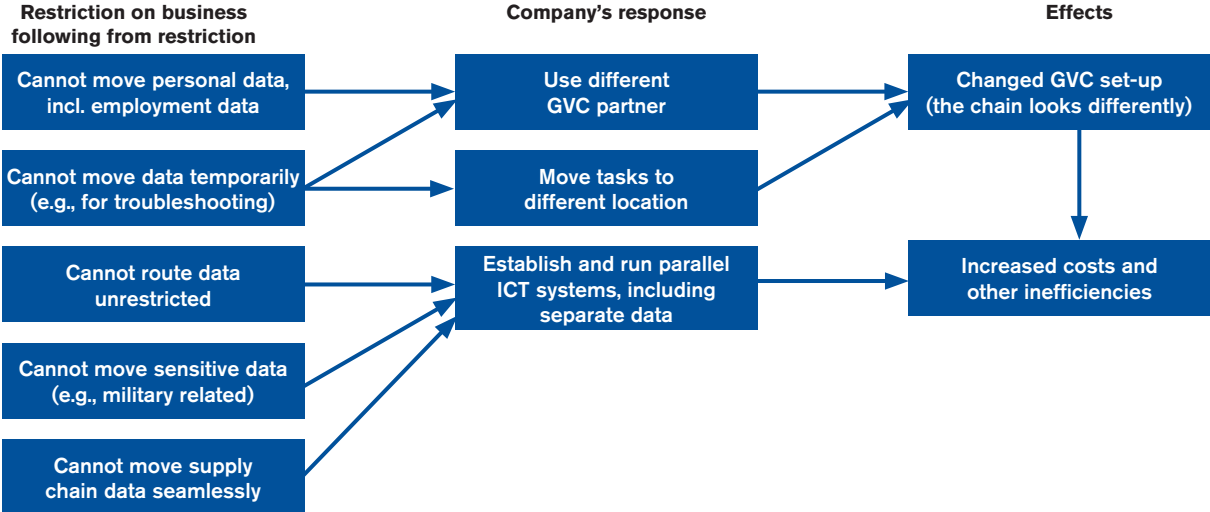 Restriction on business
following from restriction
Company’s response
Effects
Cannot move personal data,
incl. employment data
Use different
GVC partner
Changed GVC set-up
(the chain looks differently)
Cannot move data temporarily
(e.g., for troubleshooting)
Move tasks to
different location
Cannot route data
unrestricted
Establish and run parallel
ICT systems, including
separate data
Increased costs and
other inefficiencies
Cannot move sensitive data
(e.g., military related)
Cannot move supply
chain data seamlessly